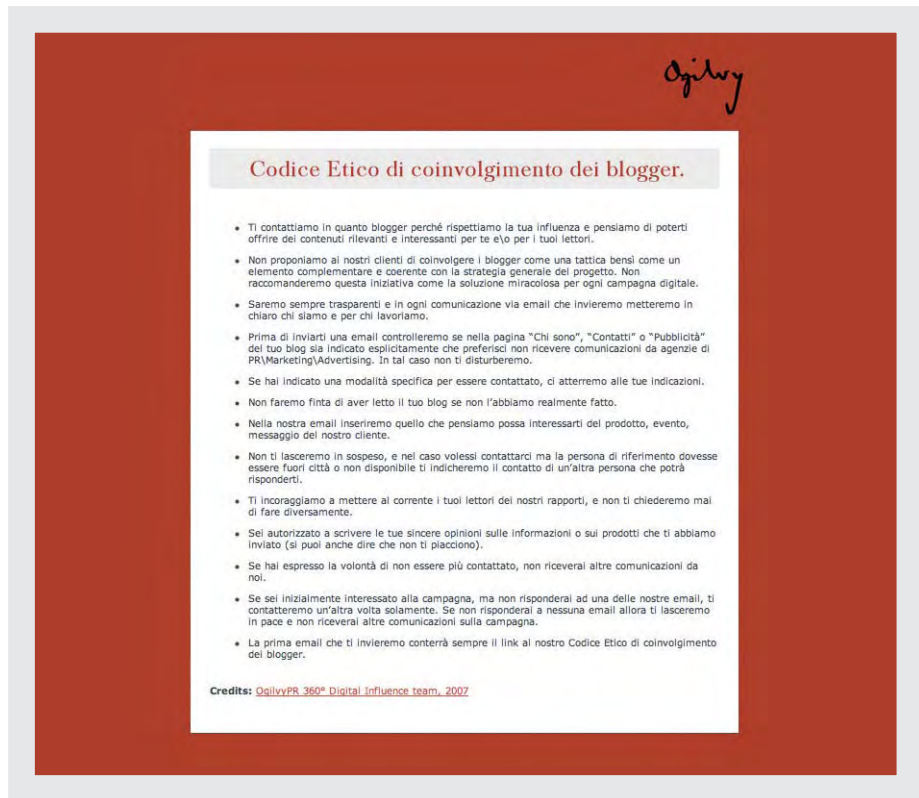 Ogilvy
Codice Etico di coinvolgimento dei blogger.
• Ti contattiamo in quanto blogger perché rispettiamo la tua influenza e pensiamo di poterti
offrire dei contenuti rilevanti e interessanti per te e\o per i tuoi lettori.
• Non proponiamo ai nostri clienti di coinvolgere i blogger come una tattica bensì come un
elemento complementare e coerente con la strategia generale del progetto. Non
raccomanderemo questa iniziativa come la soluzione miracolosa per ogni campagna digitale.
• Saremo sempre trasparenti e in ogni comunicazione via email che invieremo metteremo in
chiaro chi siamo e per chi lavoriamo.
• Prima di inviarti una email controlleremo se nella pagina “Chi sono”, “Contatti” o “Pubblicità”
del tuo blog sia indicato esplicitamente che preferisci non ricevere comunicazioni da agenzie di
PR\Marketing\Advertising. In tal caso non ti disturberemo.
• Se hai indicato una modalità specifica per essere contattato, ci atterremo alle tue indicazioni.
• Non faremo finta di aver letto il tuo blog se non l’abbiamo realmente fatto.
• Nella nostra email inseriremo quello che pensiamo possa interessarti del prodotto, evento,
messaggio del nostro cliente.
• Non ti lasceremo in sospeso, e nel caso volessi contattarci ma la persona di riferimento dovesse
essere fuori città o non disponibile ti indicheremo il contatto di un’altra persona che potrà
risponderti.
• Ti incoraggiamo a mettere al corrente i tuoi lettori dei nostri rapporti, e non ti chiederemo mai
di fare diversamente.
• Sei autorizzato a scrivere le tue sincere opinioni sulle informazioni o sui prodotti che ti abbiamo
inviato (si puoi anche dire che non ti piacciono).
• Se hai espresso la volontà di non essere più contattato, non riceverai altre comunicazioni da
noi.
• Se sei inizialmente interessato alla campagna, ma non risponderai ad una delle nostre email, ti
contatteremo un’altra volta solamente. Se non risponderai a nessuna email allora ti lasceremo
in pace e non riceverai altre comunicazioni sulla campagna.
• La prima email che ti invieremo conterrà sempre il link al nostro Codice Etico di coinvolgimento
dei blogger.
Credits: OgilvyPR 360° Digital Influence team, 2007